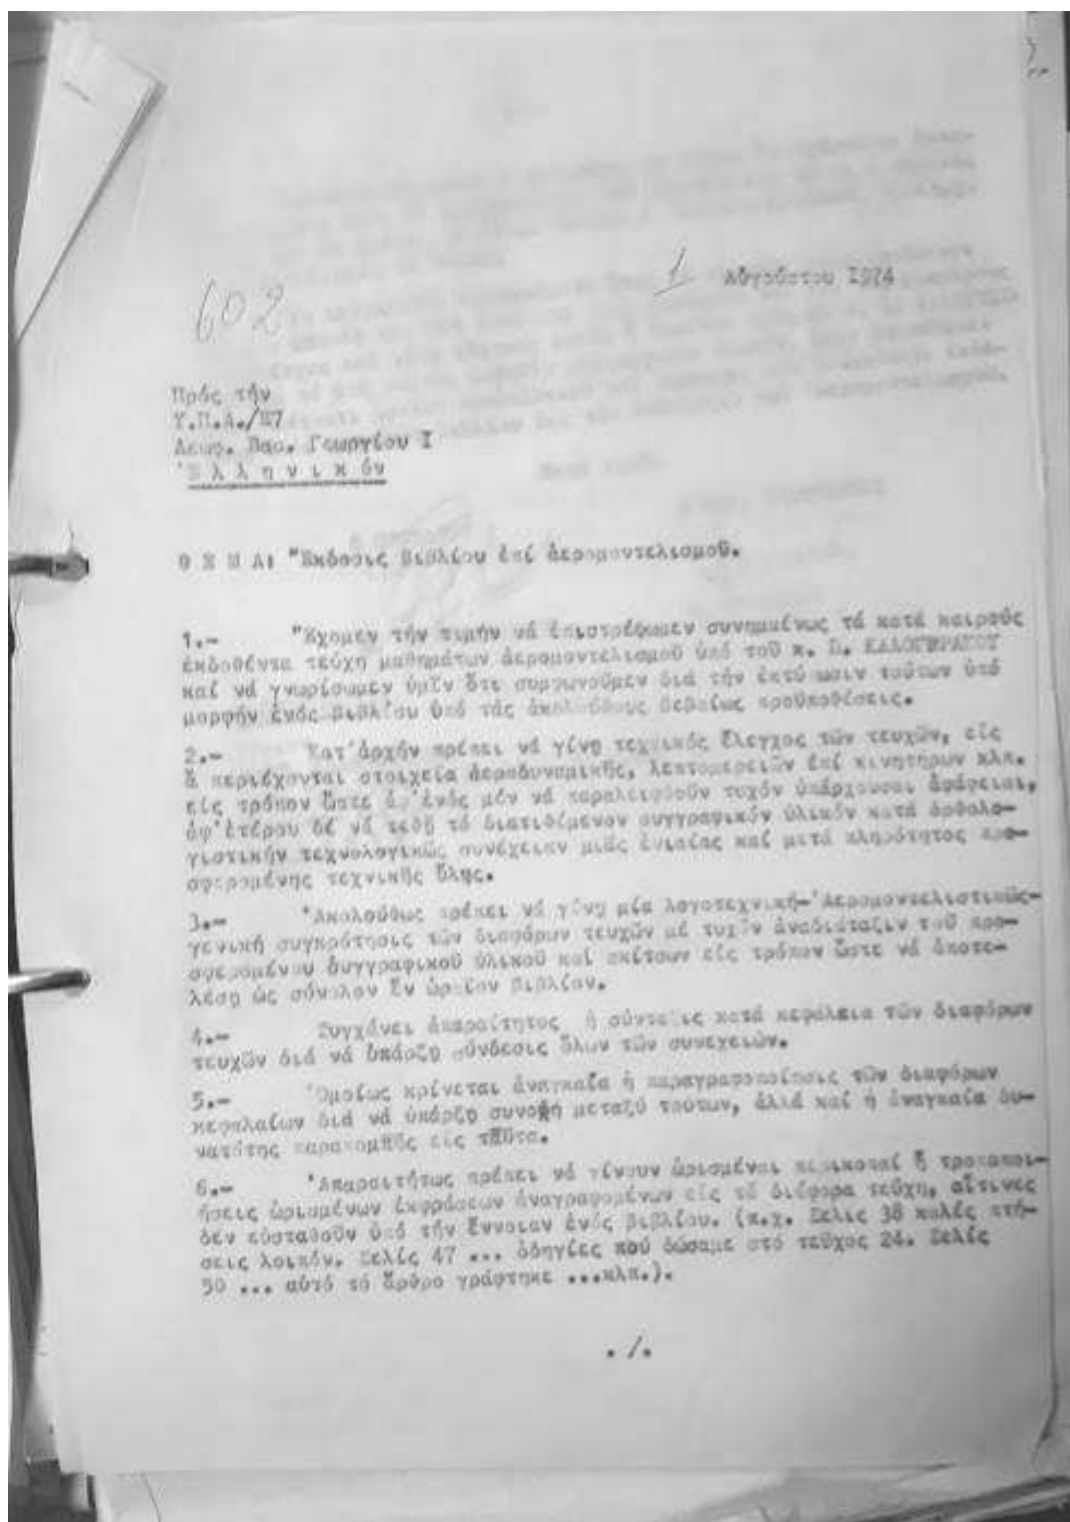 602
1 Αὐγούστου 1974
Πρός τήν
Υ.Π.Α./Π7
Λεωφ. Βασ. Γεωργίου Ι
Ἑλληνικόν
Θ Ε Μ Α: "Ἔκδοσις βιβλίου ἐπί ἀερομοντελισμοῦ.
1.- Ἔχομεν τήν τιμήν νά ἐπιστρέφωμεν συνημμένως τά κατά καιρούς
ἐκδοθέντα τεύχη μαθημάτων ἀερομοντελισμοῦ ὑπό τοῦ κ. Π. ΚΑΛΟΓΕΡΑΚΟΥ
καί νά γνωρίσωμεν ὑμῖν ὅτι συμφωνοῦμεν διά τήν ἐκτύπωσιν τούτων ὑπό
μορφήν ἑνός βιβλίου ὑπό τάς ἀκολούθους βεβαίως προϋποθέσεις.
2.- Κατ'ἀρχήν πρέπει νά γίνῃ τεχνικός ἔλεγχος τῶν τευχῶν, εἰς
ἅ περιέχονται στοιχεῖα ἀεροδυναμικῆς, λεπτομερειῶν ἐπί κινητήρων κλπ.
εἰς τρόπον ὥστε ἀφ'ἑνός μέν νά παραλειφθοῦν τυχόν ὑπάρχουσαι ἀσάφειαι,
ἀφ'ἑτέρου δέ νά τεθῇ τό διατιθέμενον συγγραφικόν ὑλικόν κατά ὀρθολο-
γιστικήν τεχνολογικῶς συνέχειαν μιᾶς ἑνιαίας καί μετά πληρότητος προ-
σφερομένης τεχνικῆς ὕλης.
3.- Ἀκολούθως πρέπει νά γίνῃ μία λογοτεχνική-Ἀερομοντελιστικῶς-
γενική συγκρότησις τῶν διαφόρων τευχῶν μέ τυχόν ἀναδιάταξιν τοῦ προ-
σφερομένου συγγραφικοῦ ὑλικοῦ καί σκίτσων εἰς τρόπον ὥστε νά ἀποτε-
λέσῃ ὡς σύνολον ἕν ὡραῖον βιβλίον.
4.- Τυγχάνει ἀπαραίτητος ἡ σύνταξις κατά κεφάλεια τῶν διαφόρων
τευχῶν διά νά ὑπάρξῃ σύνδεσις ὅλων τῶν συνεχειῶν.
5.- Ὁμοίως κρίνεται ἀναγκαῖα ἡ παραγραφοποίησις τῶν διαφόρων
κεφαλαίων διά νά ὑπάρξῃ συνοχή μεταξύ τούτων, ἀλλά καί ἡ ἀναγκαία δυ-
νατότης παραπομπῆς εἰς ταῦτα.
6.- Ἀπαραιτήτως πρέπει νά γίνουν ὡρισμέναι περικοπαί ἤ τροποποι-
ήσεις ὡρισμένων ἐκφράσεων ἀναγραφομένων εἰς τά διάφορα τεύχη, αἵτινες
δέν εὐσταθοῦν ὑπό τήν ἔννοιαν ἑνός βιβλίου. (π.χ. Σελίς 38 καλές πτή-
σεις λοιπόν. Σελίς 47 ... ὁδηγίες πού δώσαμε στό τεῦχος 24. Σελίς
50 ... αὐτό τό ἄρθρο γράφτηκε ...κλπ.).
./.